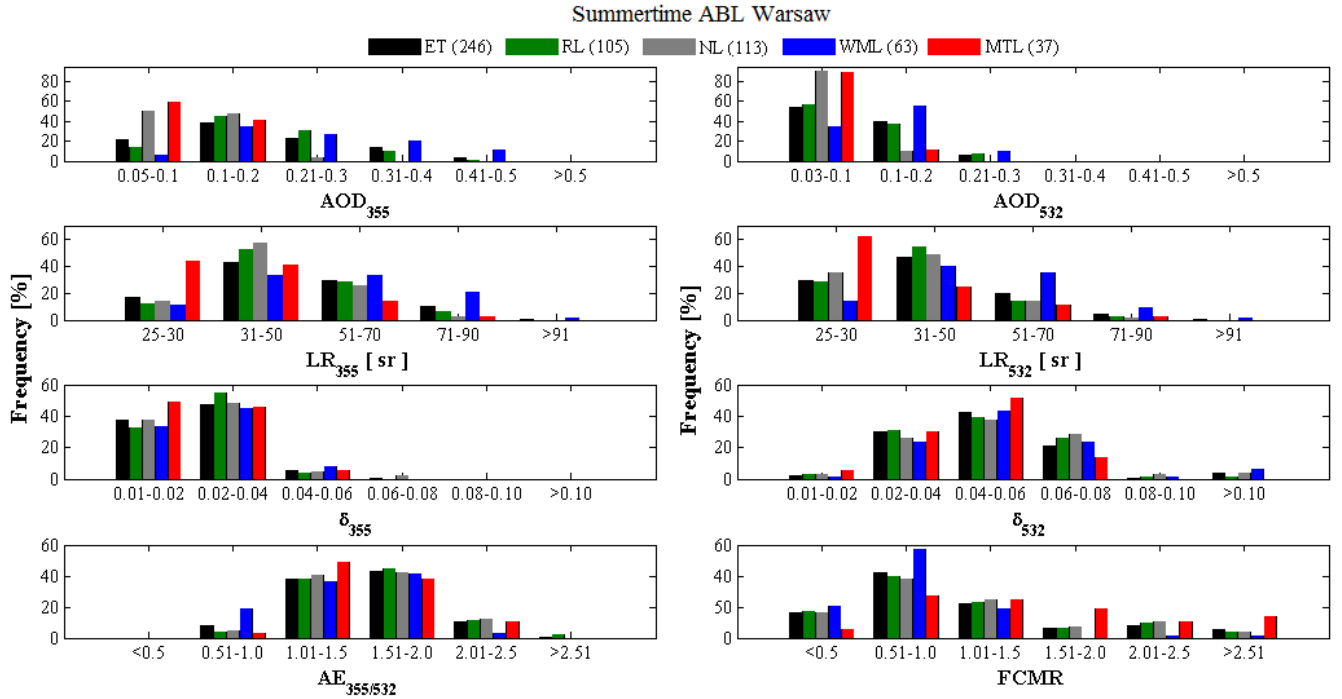 Summertime ABL Warsaw
ET (246) RL (105) NL (113) WML (63) MTL (37)
80
60
40
20
0
0.05-0.1 0.1-0.2 0.21-0.3 0.31-0.4 0.41-0.5 >0.5
AOD355
80
60
40
20
0
0.03-0.1 0.1-0.2 0.21-0.3 0.31-0.4 0.41-0.5 >0.5
AOD532
Frequency [%]
60
40
20
0
25-30 31-50 51-70 71-90 >91
LR355 [ sr ]
Frequency [%]
60
40
20
0
25-30 31-50 51-70 71-90 >91
LR532 [ sr ]
60
40
20
0
0.01-0.02 0.02-0.04 0.04-0.06 0.06-0.08 0.08-0.10 >0.10
δ355
60
40
20
0
0.01-0.02 0.02-0.04 0.04-0.06 0.06-0.08 0.08-0.10 >0.10
δ532
60
40
20
0
<0.5 0.51-1.0 1.01-1.5 1.51-2.0 2.01-2.5 >2.51
AE355/532
60
40
50
0
<0.5 0.51-1.0 1.01-1.5 1.51-2.0 2.01-2.5 >2.51
FCMR